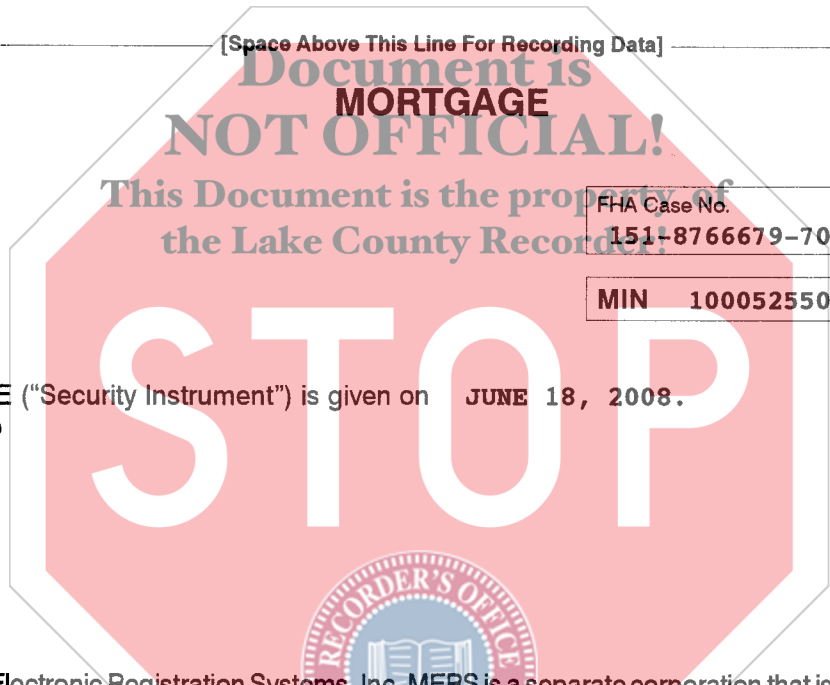 [Space Above This Line For Recording Data]
Document is
MORTGAGE
NOT OFFICIAL!
This Document is the property of
the Lake County Recorder!
FHA Case No.
151-8766679-70
MIN 100052550
STOP
E ("Security Instrument") is given on JUNE 18, 2008.
RECORDER'S OFFICE
Electronic Registration Systems, Inc. MERS is a separate corporation that is